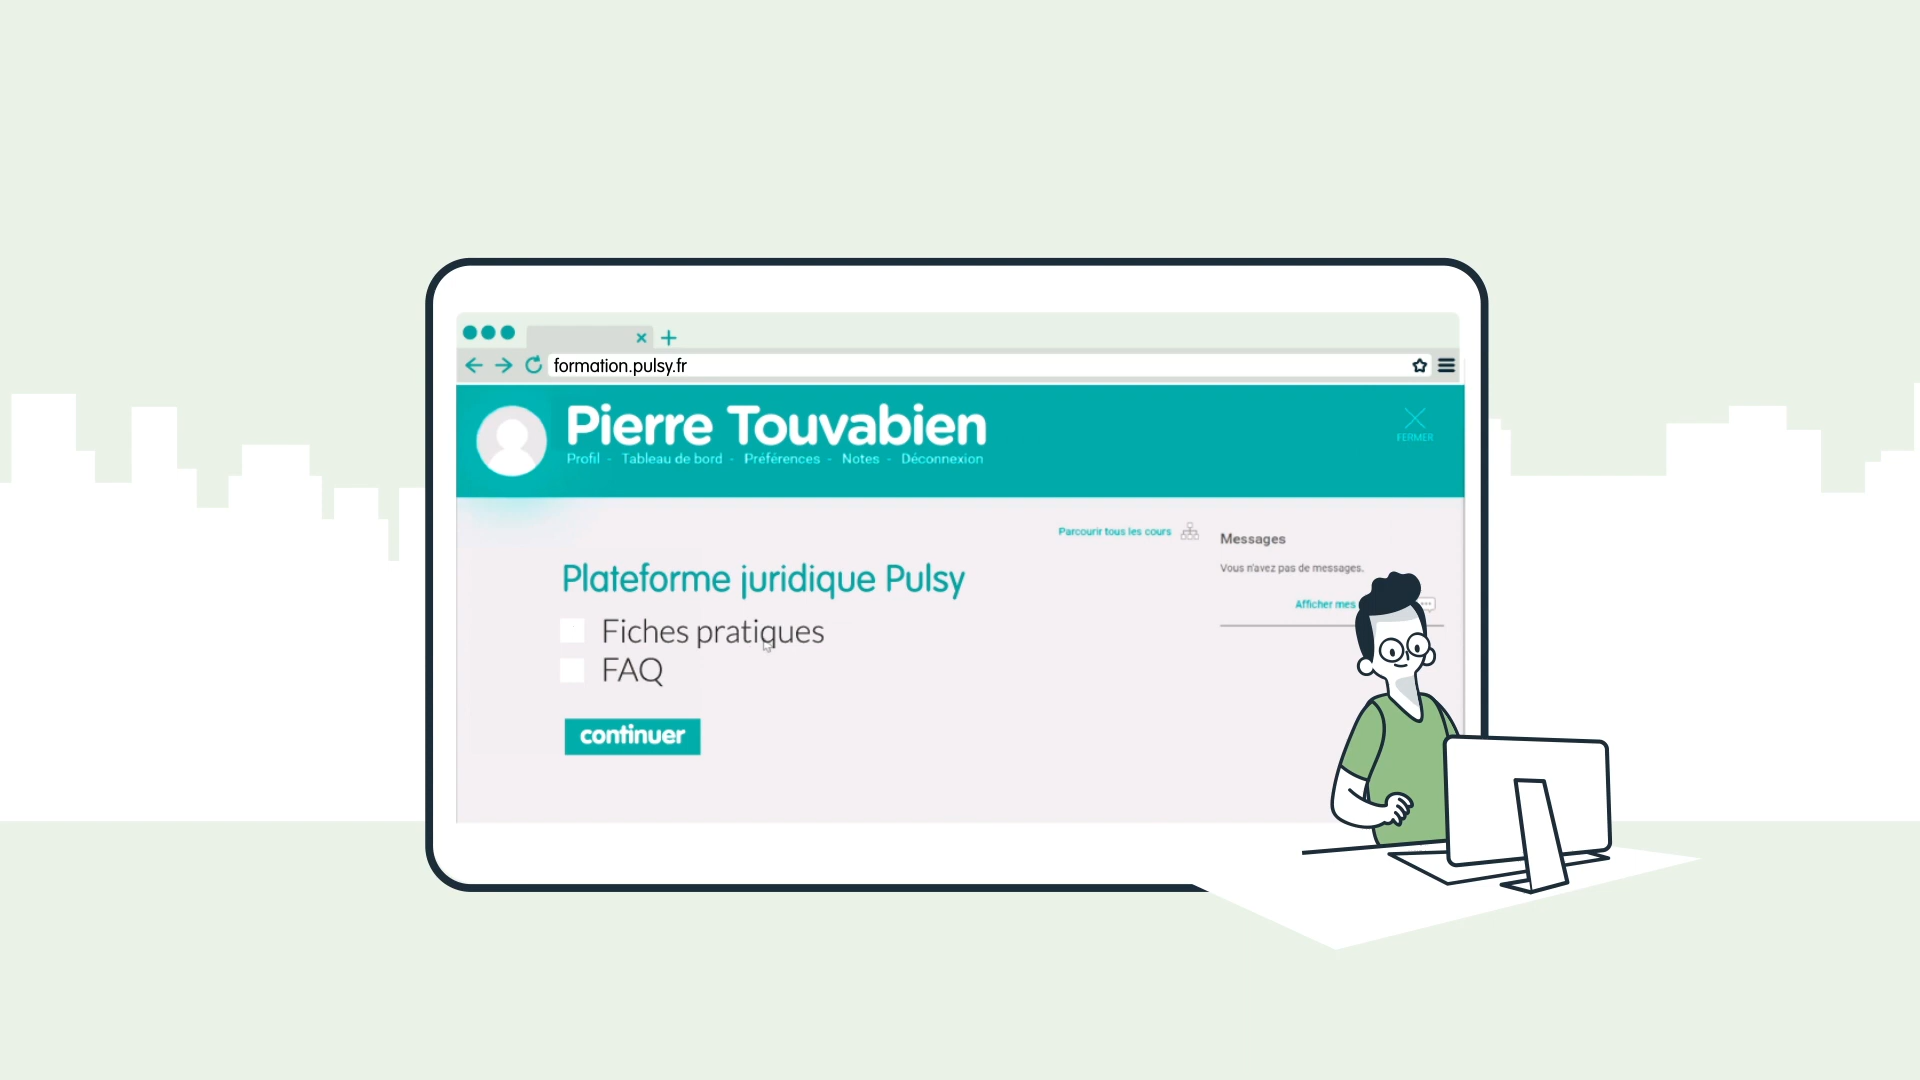 formation.pulsy.fr
Pierre Touvabien
Profil - Tableau de bord - Préférences - Notes - Déconnexion
FERMER
Parcourir tous les cours
Messages
Vous n'avez pas de messages.
Afficher mes
Plateforme juridique Pulsy
Fiches pratiques
FAQ
continuer